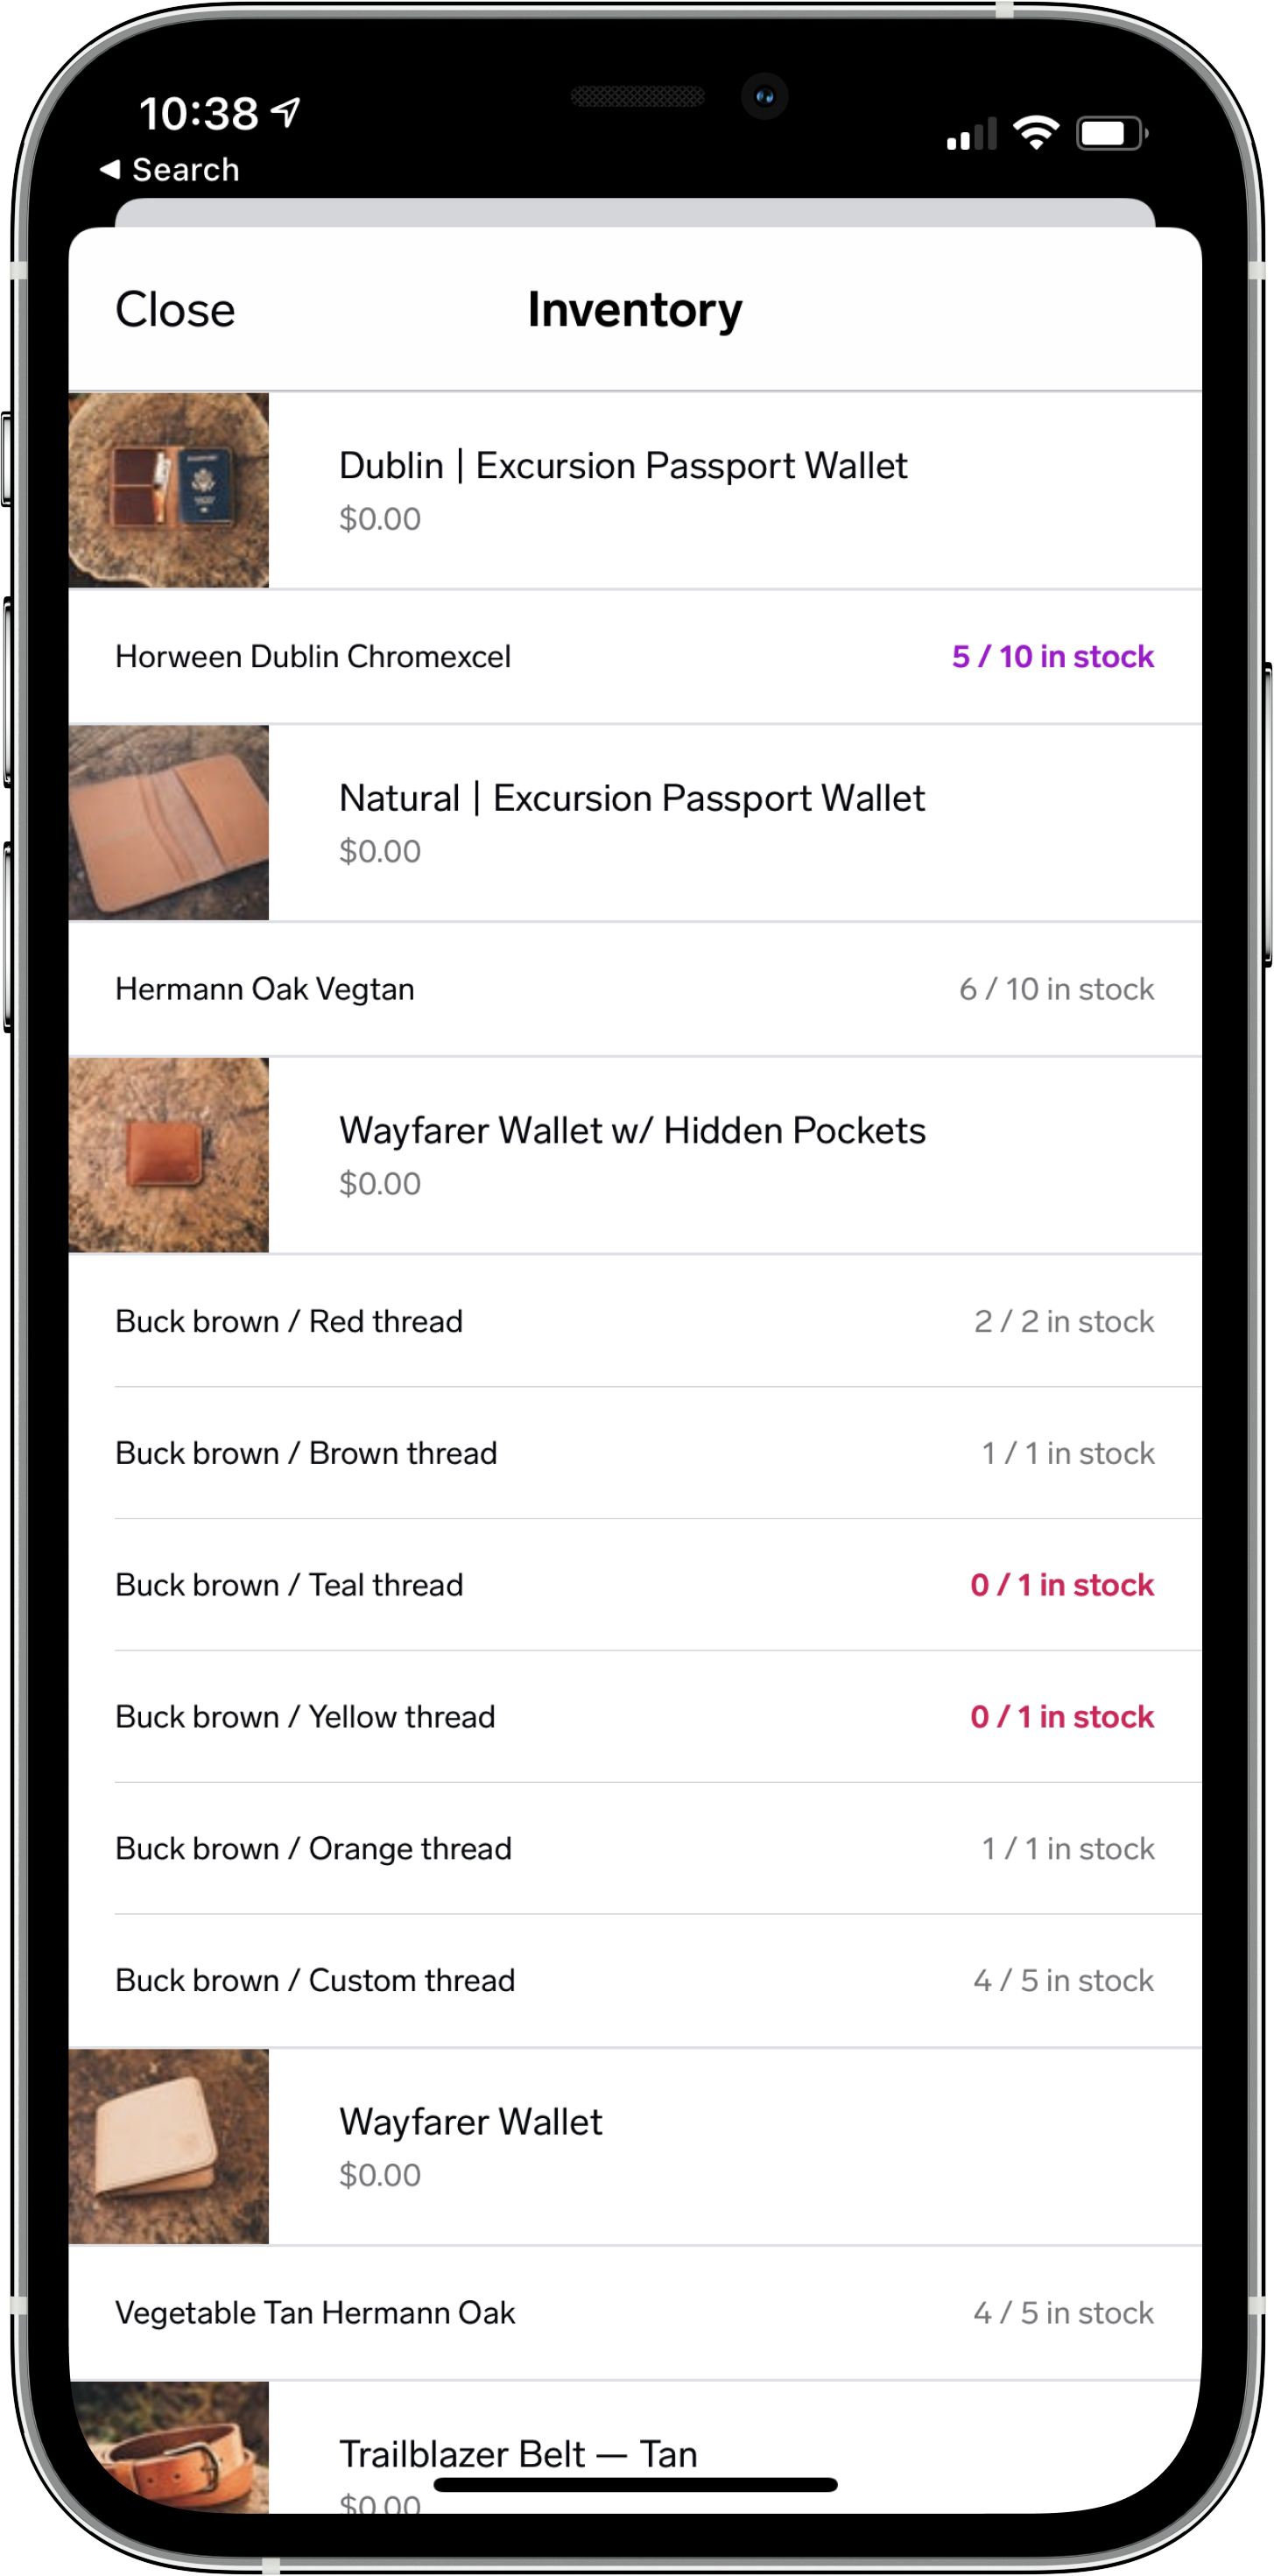 10:38
Search
Close
Inventory
Dublin | Excursion Passport Wallet
$0.00
Horween Dublin Chromexcel
5 / 10 in stock
Natural | Excursion Passport Wallet
$0.00
Hermann Oak Vegtan
6 / 10 in stock
Wayfarer Wallet w/ Hidden Pockets
$0.00
Buck brown / Red thread
2 / 2 in stock
Buck brown / Brown thread
1 / 1 in stock
Buck brown / Teal thread
0 / 1 in stock
Buck brown / Yellow thread
0 / 1 in stock
Buck brown / Orange thread
1 / 1 in stock
Buck brown / Custom thread
4 / 5 in stock
Wayfarer Wallet
$0.00
Vegetable Tan Hermann Oak
4 / 5 in stock
Trailblazer Belt — Tan
$0.00